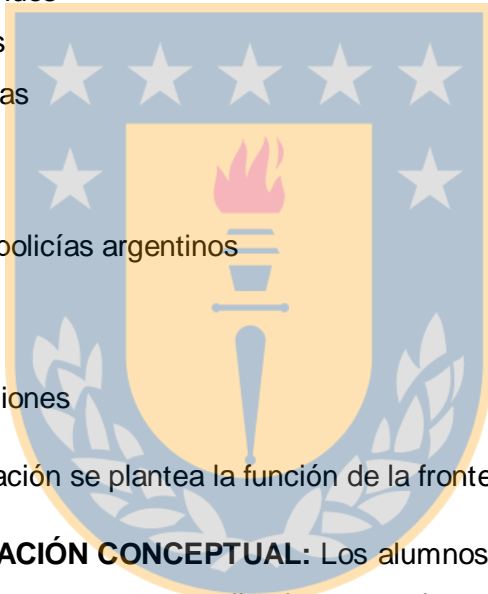 s
as
policías argentinos
iones
ación se plantea la función de la fronte
ACIÓN CONCEPTUAL: Los alumnos